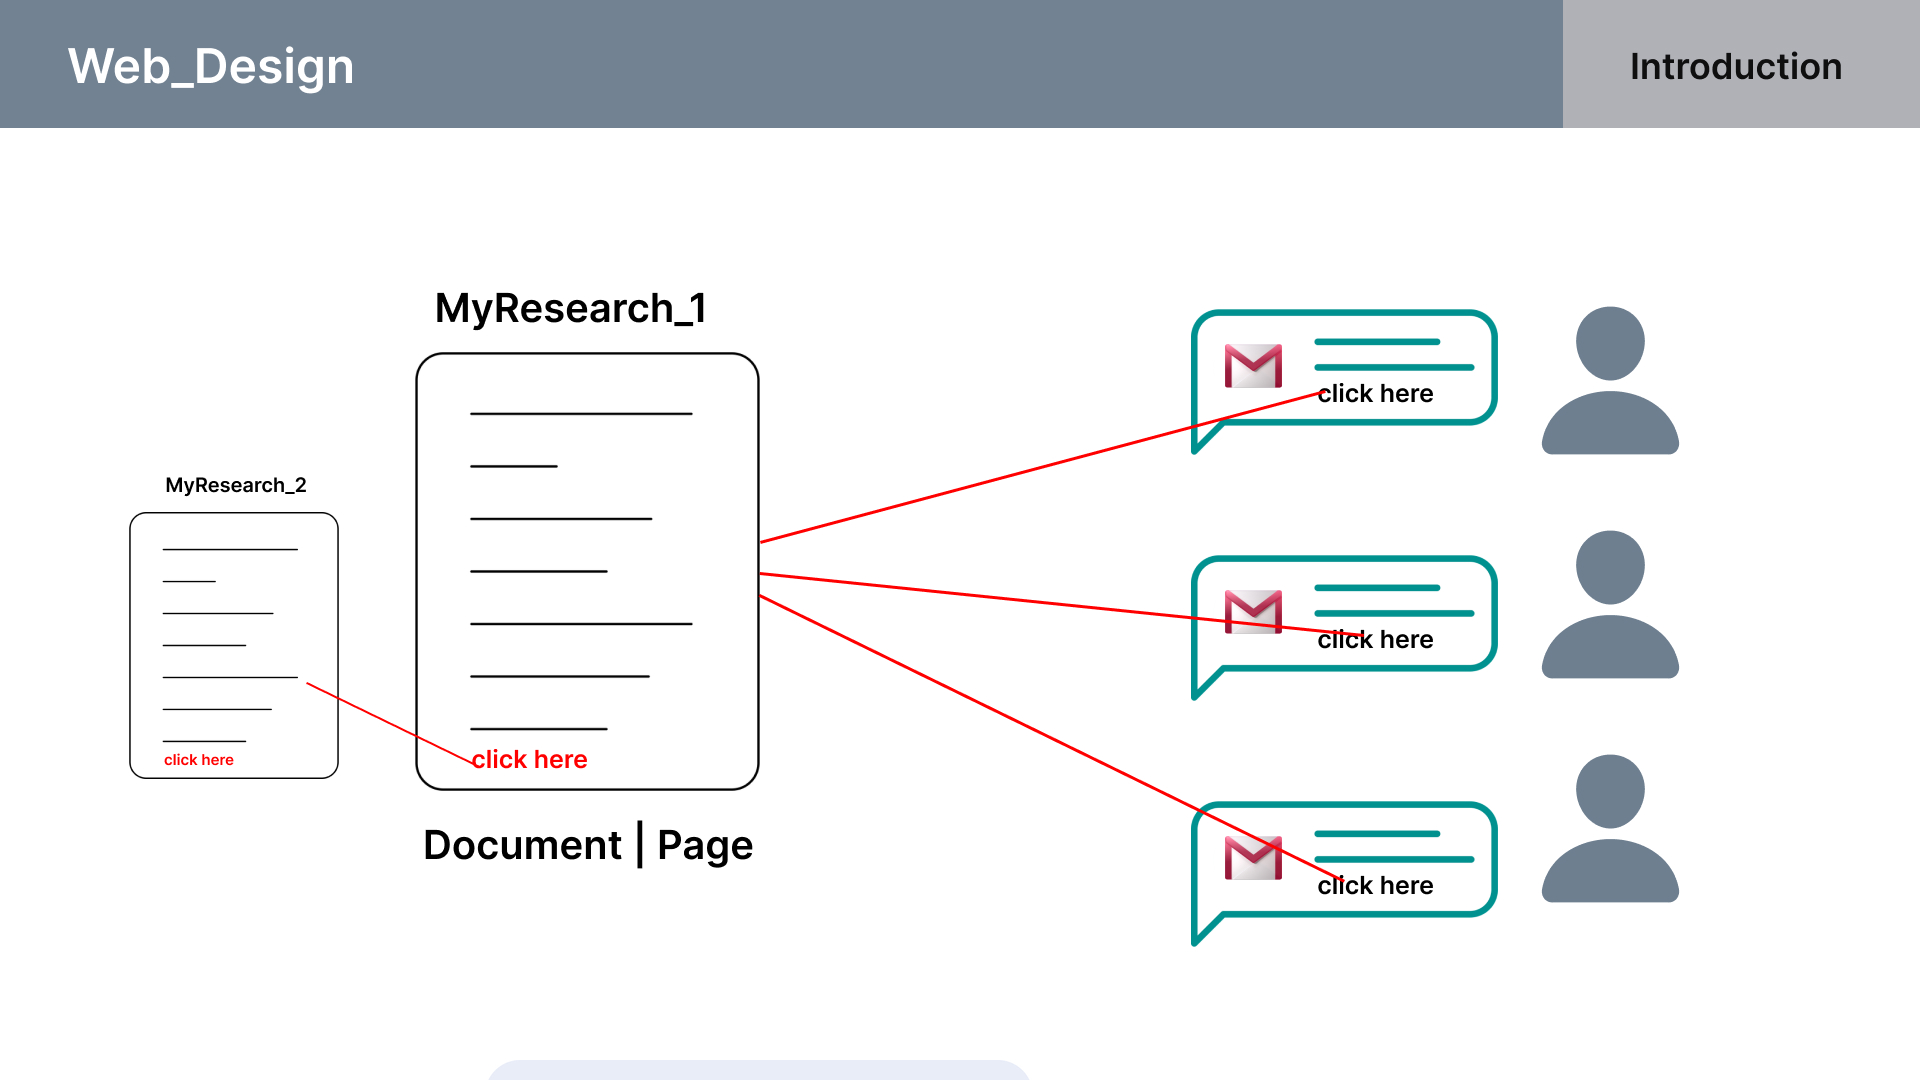 Web_Design
Introduction
MyResearch_1
MyResearch_2
click here
click here
Document | Page
click here
click here
click here